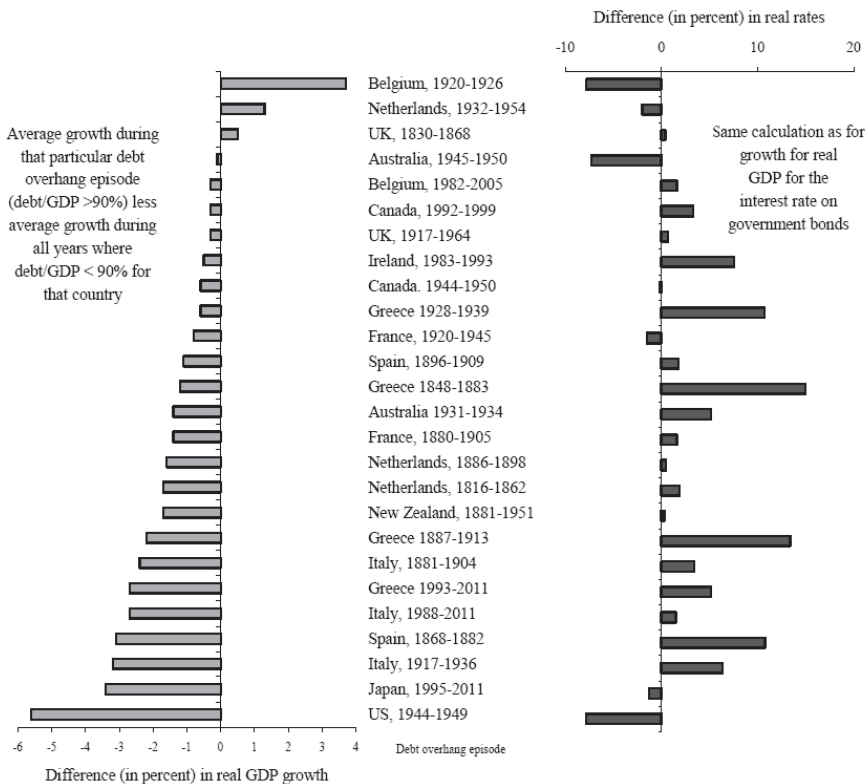 Difference (in percent) in real rates
-10 0 10 20
Belgium, 1920-1926
Netherlands, 1932-1954
UK, 1830-1868
Australia, 1945-1950
Belgium, 1982-2005
Canada, 1992-1999
UK, 1917-1964
Ireland, 1983-1993
Canada. 1944-1950
Greece 1928-1939
France, 1920-1945
Spain, 1896-1909
Greece 1848-1883
Australia 1931-1934
France, 1880-1905
Netherlands, 1886-1898
Netherlands, 1816-1862
New Zealand, 1881-1951
Greece 1887-1913
Italy, 1881-1904
Greece 1993-2011
Italy, 1988-2011
Spain, 1868-1882
Italy, 1917-1936
Japan, 1995-2011
US, 1944-1949
Average growth during
that particular debt
overhang episode
(debt/GDP >90%) less
average growth during
all years where
debt/GDP < 90% for
that country
Same calculation as for
growth for real
GDP for the
interest rate on
government bonds
-6 -5 -4 -3 -2 -1 0 1 2 3 4
Debt overhang episode
Difference (in percent) in real GDP growth